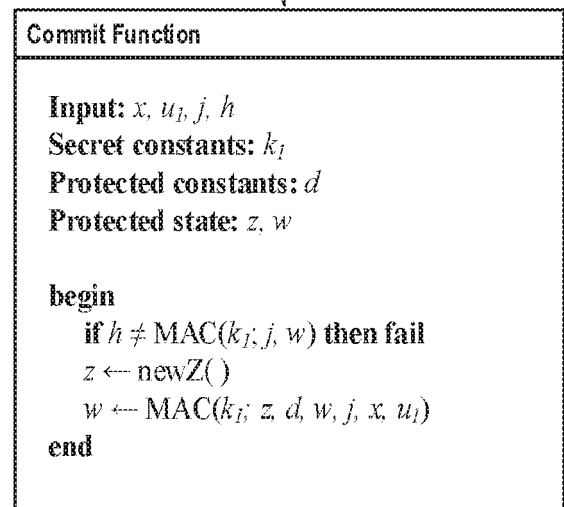 Commit Function
Input: x, u₁, j, h
Secret constants: k₁
Protected constants: d
Protected state: z, w
begin
if h ≠ MAC(k₁; j, w) then fail
z ← newZ( )
w ← MAC(k₁; z, d, w, j, x, u₁)
end